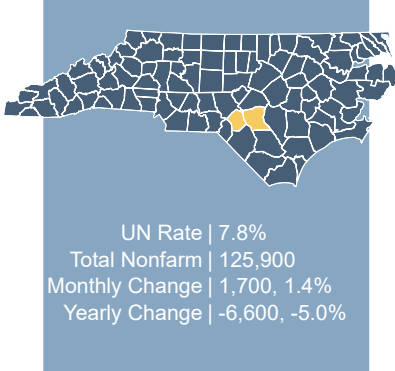 UN Rate | 7.8%
Total Nonfarm | 125,900
Monthly Change | 1,700, 1.4%
Yearly Change | -6,600, -5.0%